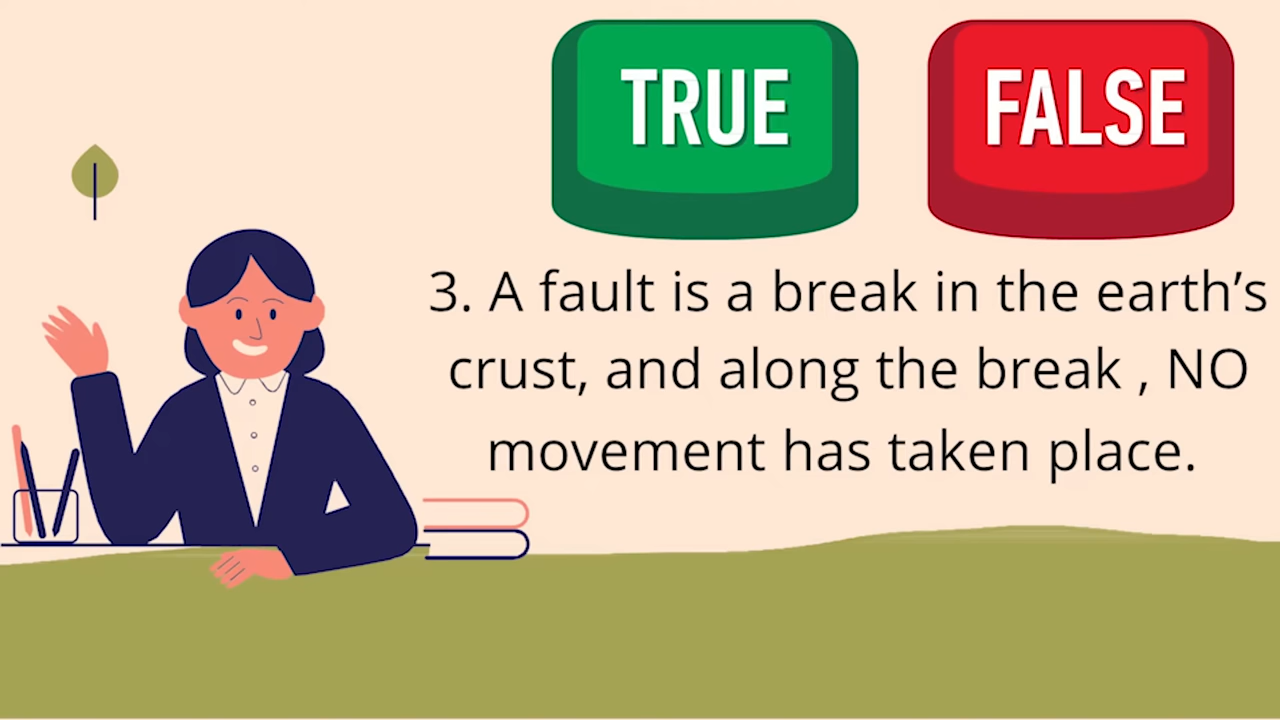 TRUE FALSE
3. A fault is a break in the earth’s
crust, and along the break , NO
movement has taken place.